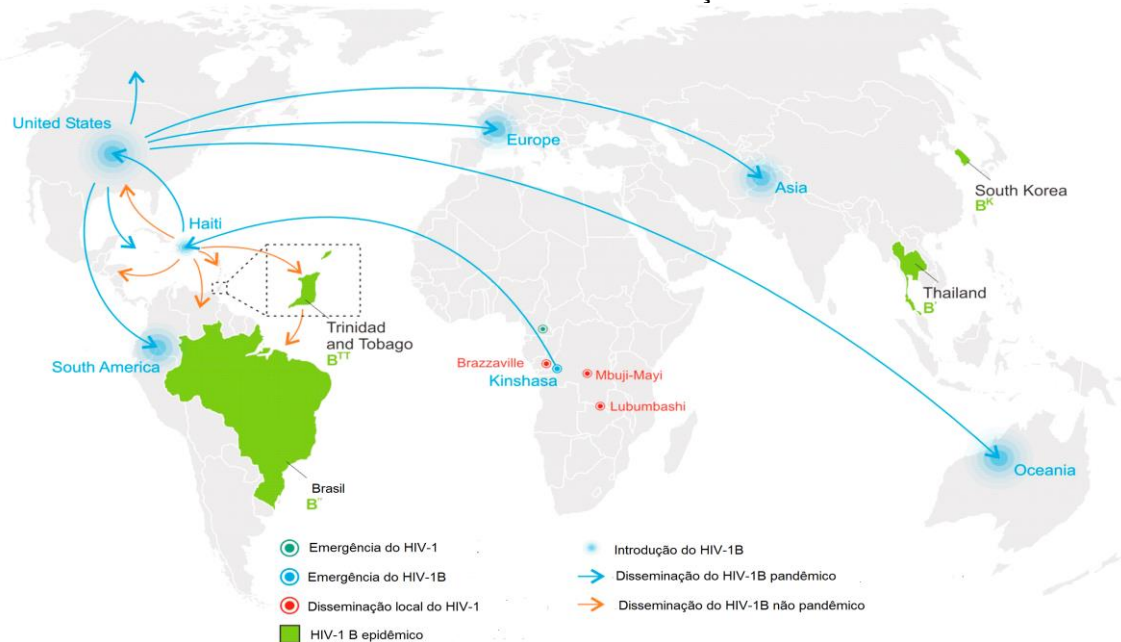 United States
Europe
Asia
South Korea
B^K
Haiti
Thailand
B'
Trinidad
and Tobago
B^TT
South America
Brazzaville
Kinshasa
Mbuji-Mayi
Lubumbashi
Oceania
Brasil
B"
Emergência do HIV-1
Emergência do HIV-1B
Disseminação local do HIV-1
HIV-1 B epidêmico
Introdução do HIV-1B
Disseminação do HIV-1B pandêmico
Disseminação do HIV-1B não pandêmico